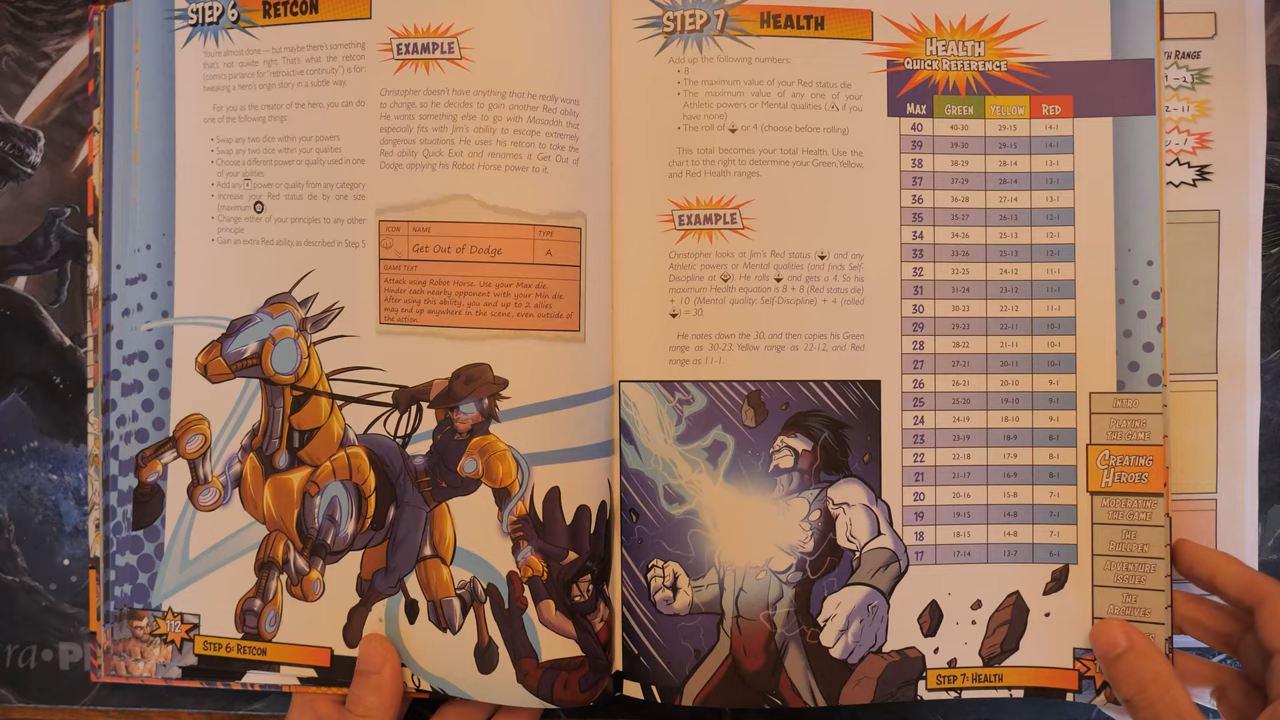 STEP 6 RETCON
You're almost done — but maybe there's something
that's not quite right. That's what the retcon
(comics parlance for "retroactive continuity") is for:
tweaking a hero's origin story in a subtle way.
For you as the creator of the hero, you can do
one of the following things:
• Swap any two dice within your powers
• Swap any two dice within your qualities
• Choose a different power or quality used in one
of your abilities
• Add any power or quality from any category
• Increase your Red status die by one size
(maximum )
• Change either of your principles to any other
principle
• Gain an extra Red ability, as described in Step 5
EXAMPLE
Christopher doesn't have anything that he really wants
to change, so he decides to gain another Red ability.
He wants something else to go with Masadah that
especially fits with Jim's ability to escape extremely
dangerous situations. He uses his retcon to take the
Red ability Quick Exit and renames it Get Out of
Dodge, applying his Robot Horse power to it.
ICON NAME TYPE
Get Out of Dodge A
GAME TEXT
Attack using Robot Horse. Use your Max die.
Hinder each nearby opponent with your Min die.
After using this ability, you and up to 2 allies
may end up anywhere in the scene, even outside of
the action.
112
STEP 6: RETCON
STEP 7 HEALTH
Add up the following numbers:
• 8
• The maximum value of your Red status die
• The maximum value of any one of your
Athletic powers or Mental qualities ( if you
have none)
• The roll of or 4 (choose before rolling)
This total becomes your total Health. Use the
chart to the right to determine your Green, Yellow,
and Red Health ranges.
EXAMPLE
Christopher looks at Jim's Red status ( ) and any
Athletic powers or Mental qualities (and finds Self-
Discipline at ). He rolls and gets a 4. So his
maximum Health equation is 8 + 8 (Red status die)
+ 10 (Mental quality: Self-Discipline) + 4 (rolled
) = 30.
He notes down the 30, and then copies his Green
range as 30-23, Yellow range as 22-12, and Red
range as 11-1.
HEALTH
QUICK REFERENCE
MAX GREEN YELLOW RED
40 40-30 29-15 14-1
39 39-30 29-15 14-1
38 38-29 28-14 13-1
37 37-29 28-14 13-1
36 36-28 27-14 13-1
35 35-27 26-13 12-1
34 34-26 25-13 12-1
33 33-26 25-13 12-1
32 32-25 24-12 11-1
31 31-24 23-12 11-1
30 30-23 22-12 11-1
29 29-23 22-11 10-1
28 28-22 21-11 10-1
27 27-21 20-11 10-1
26 26-21 20-10 9-1
25 25-20 19-10 9-1
24 24-19 18-10 9-1
23 23-19 18-9 8-1
22 22-18 17-9 8-1
21 21-17 16-9 8-1
20 20-16 15-8 7-1
19 19-15 14-8 7-1
18 18-15 14-8 7-1
17 17-14 13-7 6-1
INTRO
PLAYING
THE GAME
CREATING
HEROES
MODERATING
THE GAME
THE
BULLPEN
ADVENTURE
ISSUES
THE
ARCHIVES
STEP 7: HEALTH
RANGE